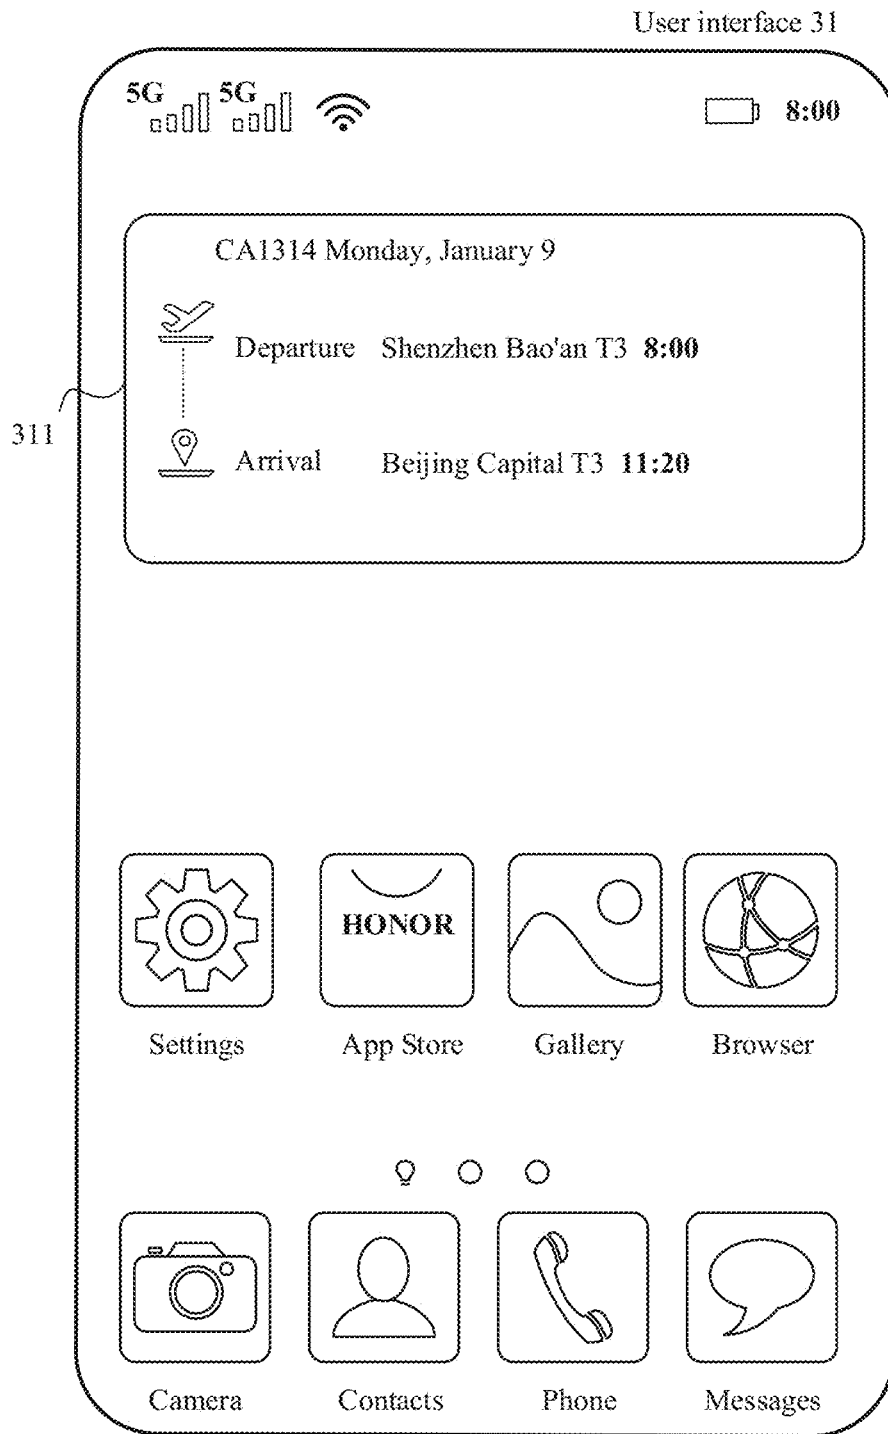 User interface 31
5G 5G 8:00
CA1314 Monday, January 9
Departure Shenzhen Bao'an T3 8:00
311
Arrival Beijing Capital T3 11:20
HONOR
Settings App Store Gallery Browser
Camera Contacts Phone Messages